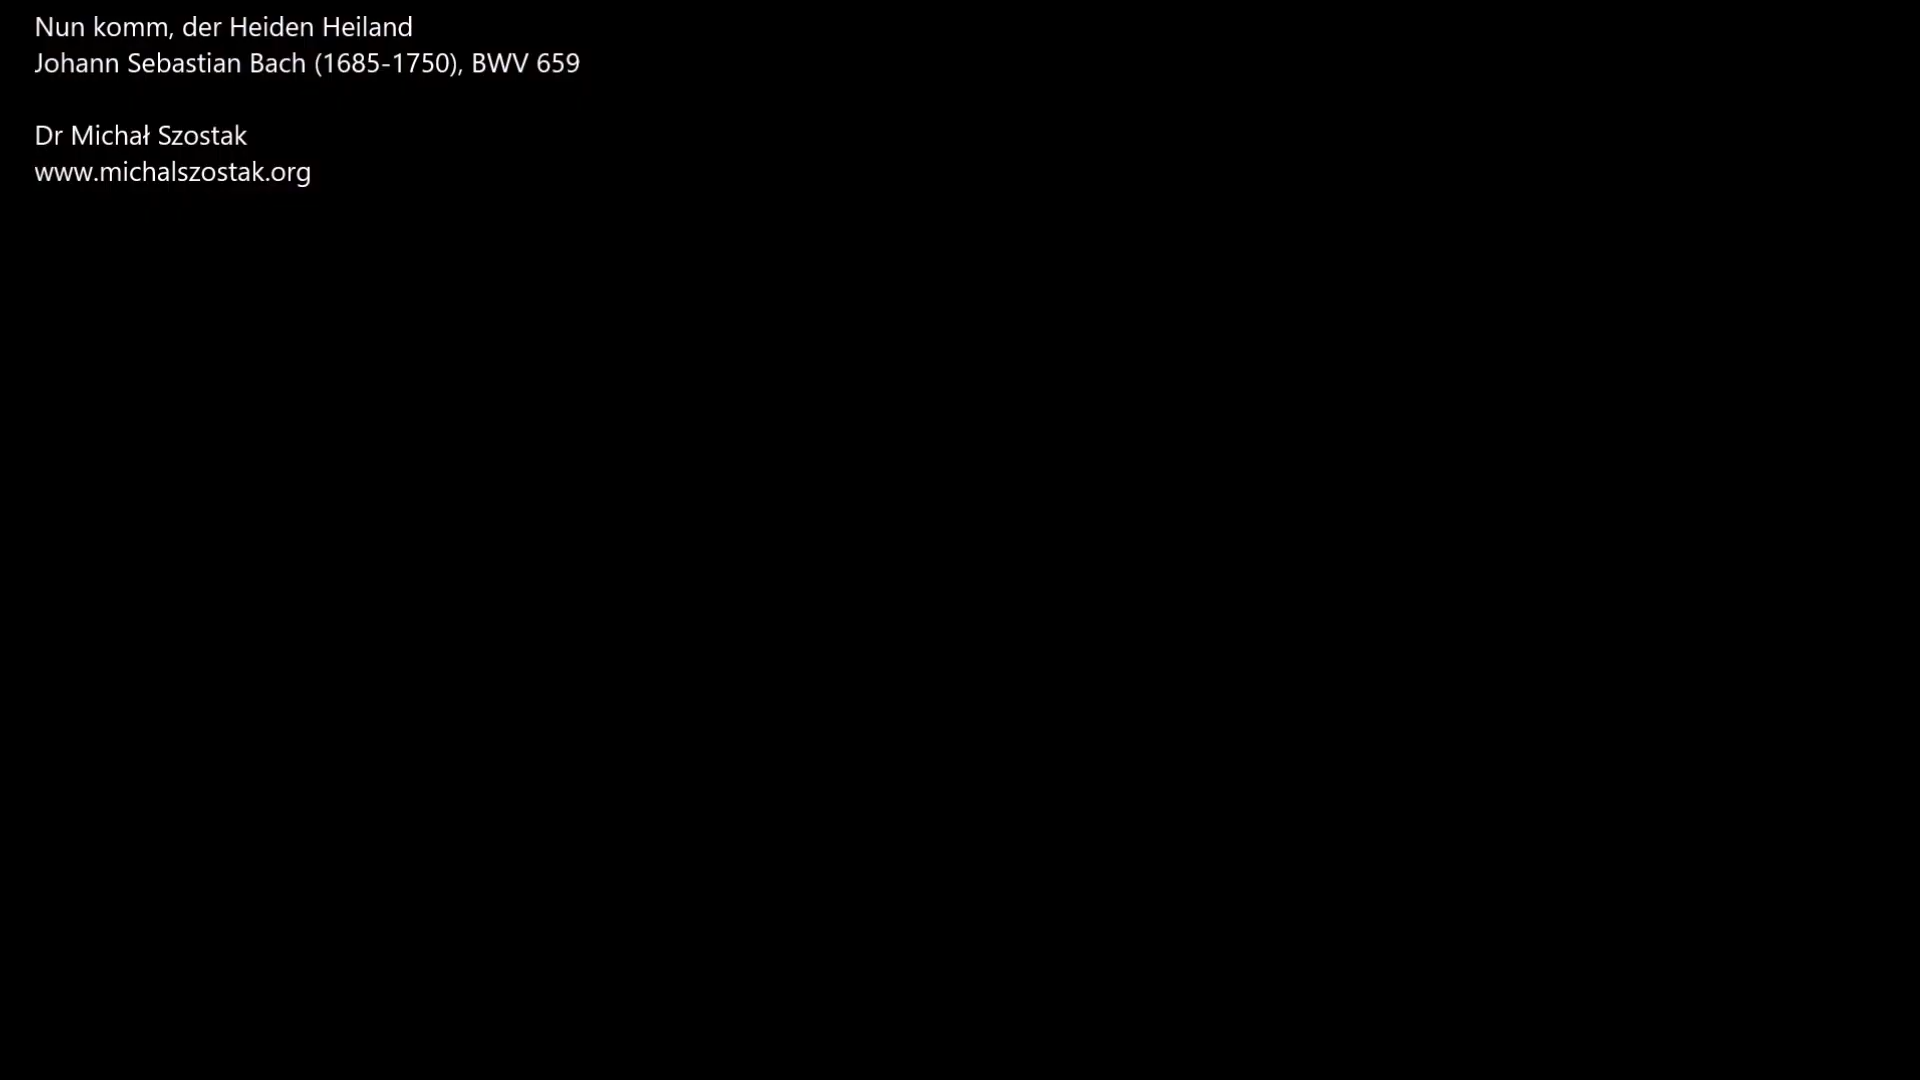 Nun komm, der Heiden Heiland
Johann Sebastian Bach (1685-1750), BWV 659
Dr Michał Szostak
www.michalszostak.org